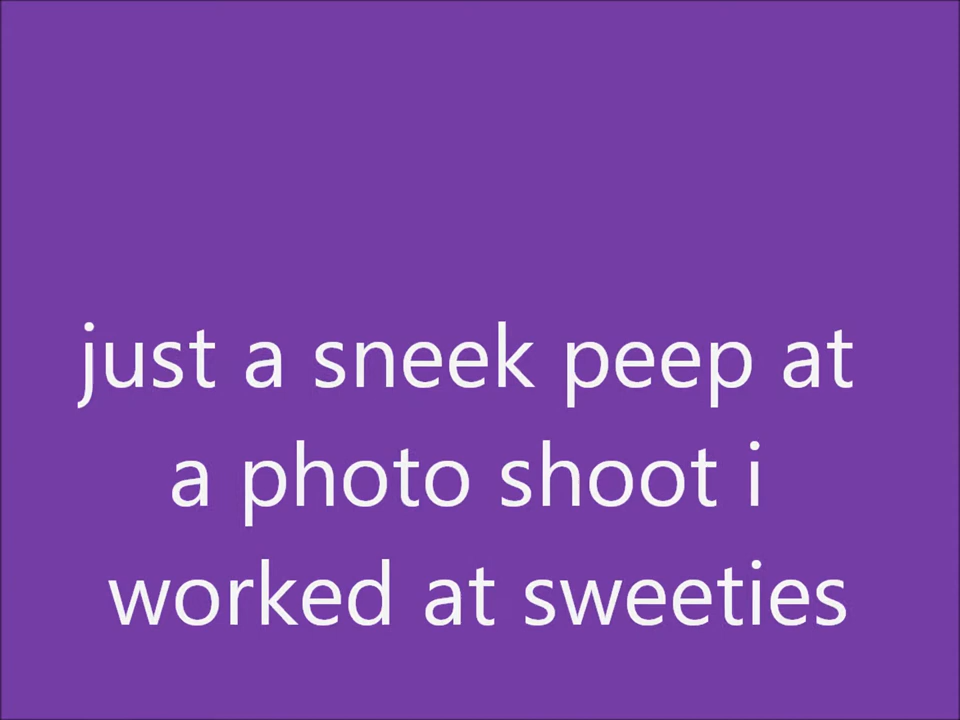 just a sneek peep at
a photo shoot i
worked at sweeties